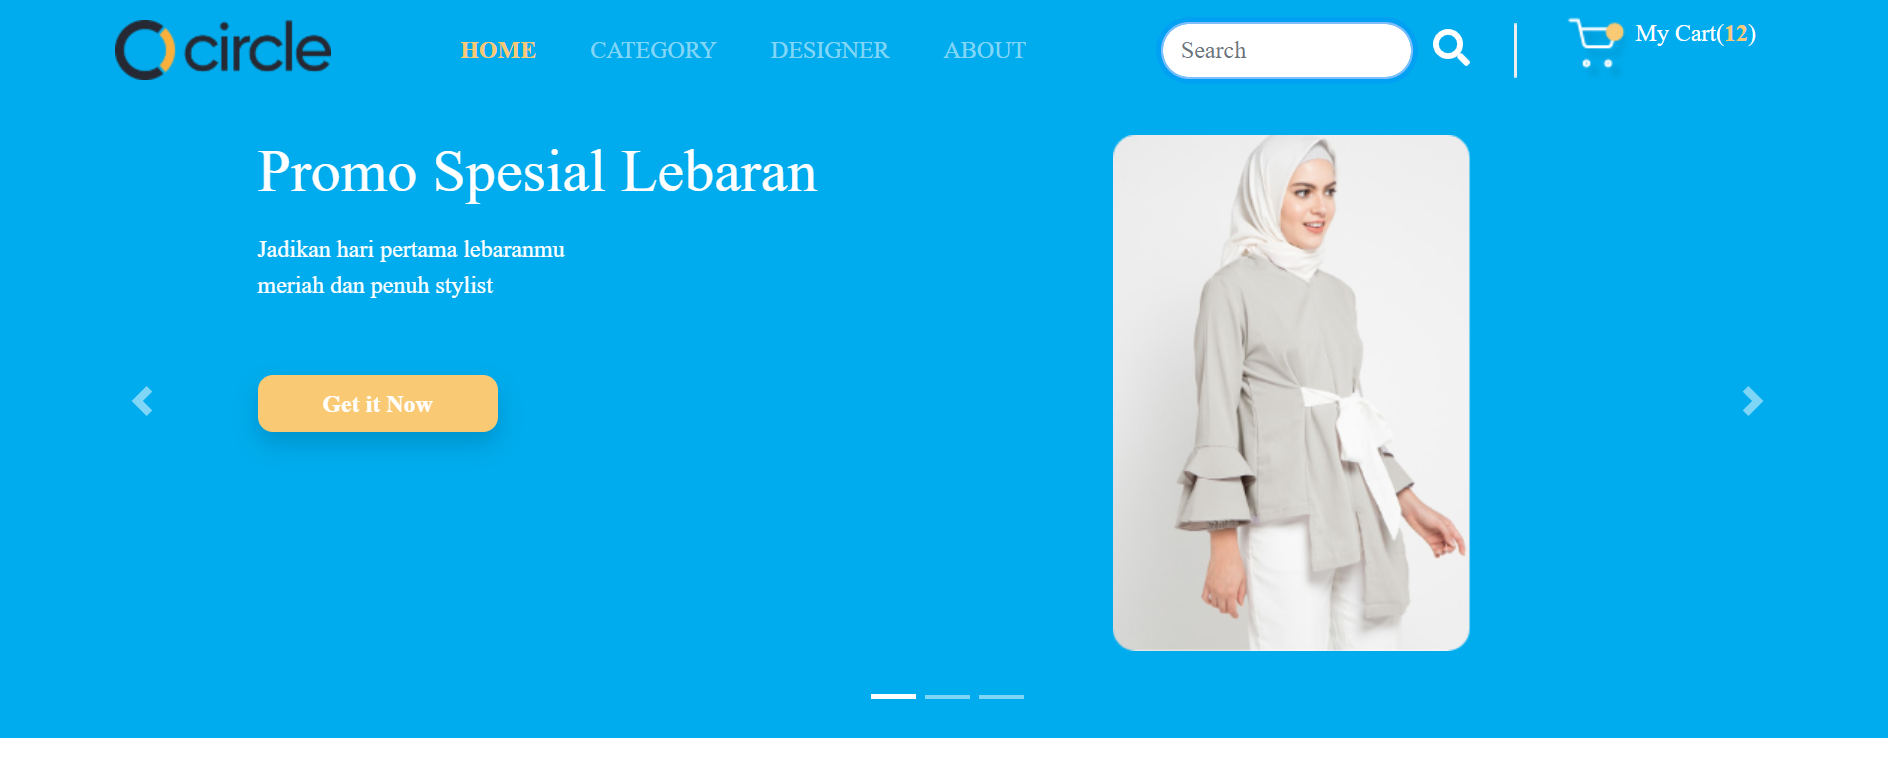 circle
HOME CATEGORY DESIGNER ABOUT
Search
My Cart(12)
Promo Spesial Lebaran
Jadikan hari pertama lebaranmu
meriah dan penuh stylist
Get it Now